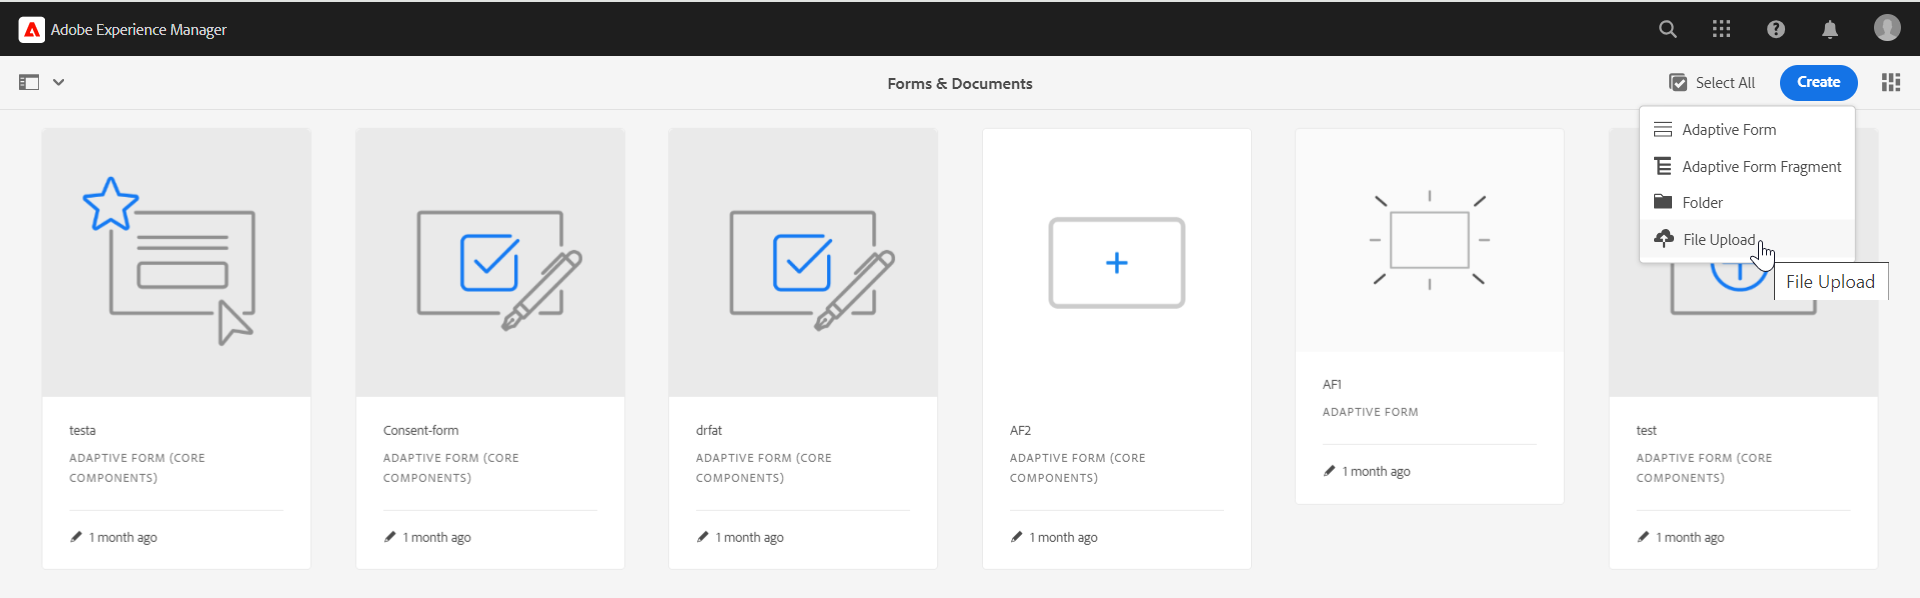 Adobe Experience Manager
Forms & Documents
Select All
Create
Adaptive Form
Adaptive Form Fragment
Folder
File Upload
File Upload
testa
ADAPTIVE FORM (CORE
COMPONENTS)
1 month ago
Consent-form
ADAPTIVE FORM (CORE
COMPONENTS)
1 month ago
drfat
ADAPTIVE FORM (CORE
COMPONENTS)
1 month ago
AF2
ADAPTIVE FORM (CORE
COMPONENTS)
1 month ago
AF1
ADAPTIVE FORM
1 month ago
test
ADAPTIVE FORM (CORE
COMPONENTS)
1 month ago